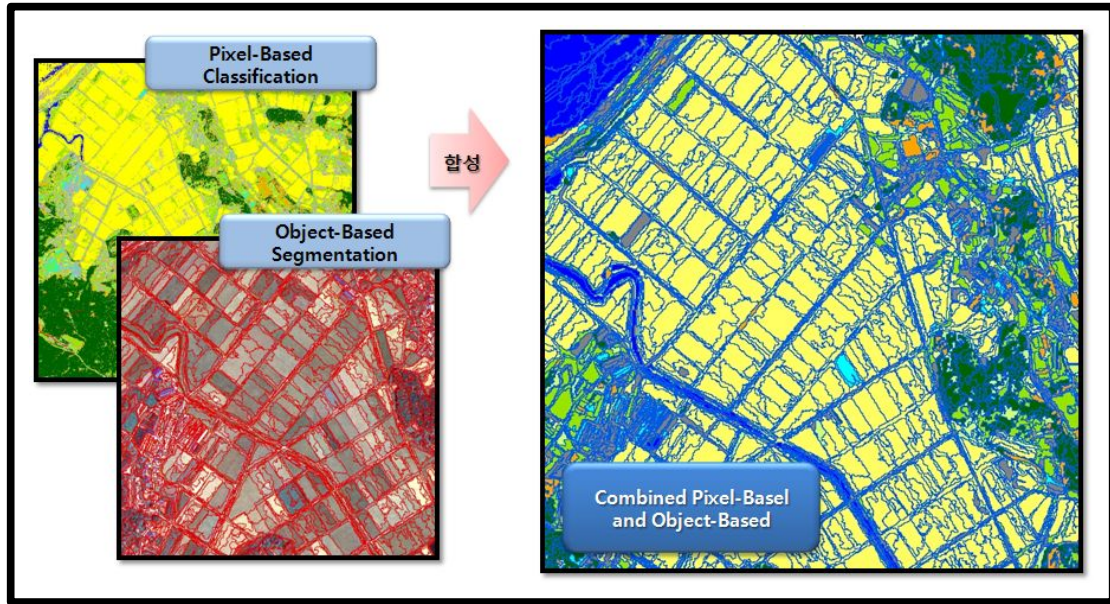 Pixel-Based
Classification
Object-Based
Segmentation
합성
Combined Pixel-Basel
and Object-Based